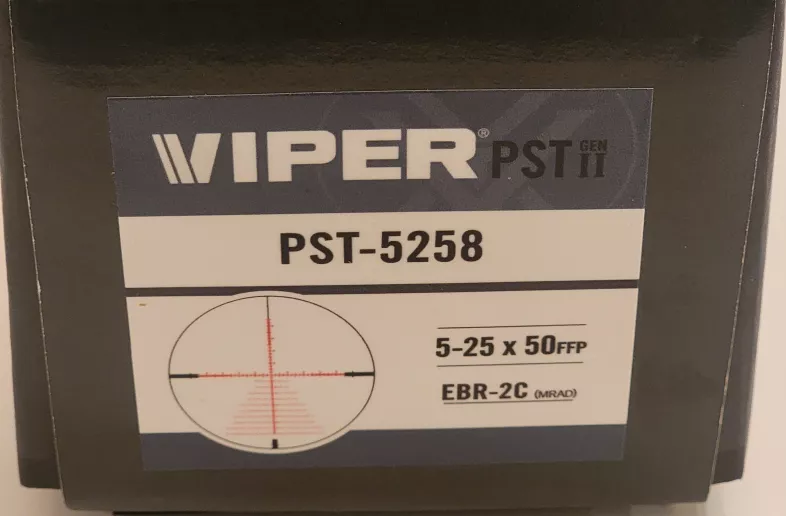 VIPER® PST GEN II
PST-5258
5-25 x 50FFP
EBR-2C (MRAD)